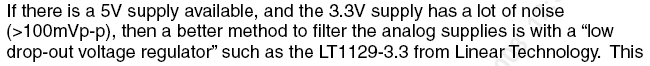 If there is a 5V supply available, and the 3.3V supply has a lot of noise
(>100mVp-p), then a better method to filter the analog supplies is with a “low
drop-out voltage regulator” such as the LT1129-3.3 from Linear Technology. This